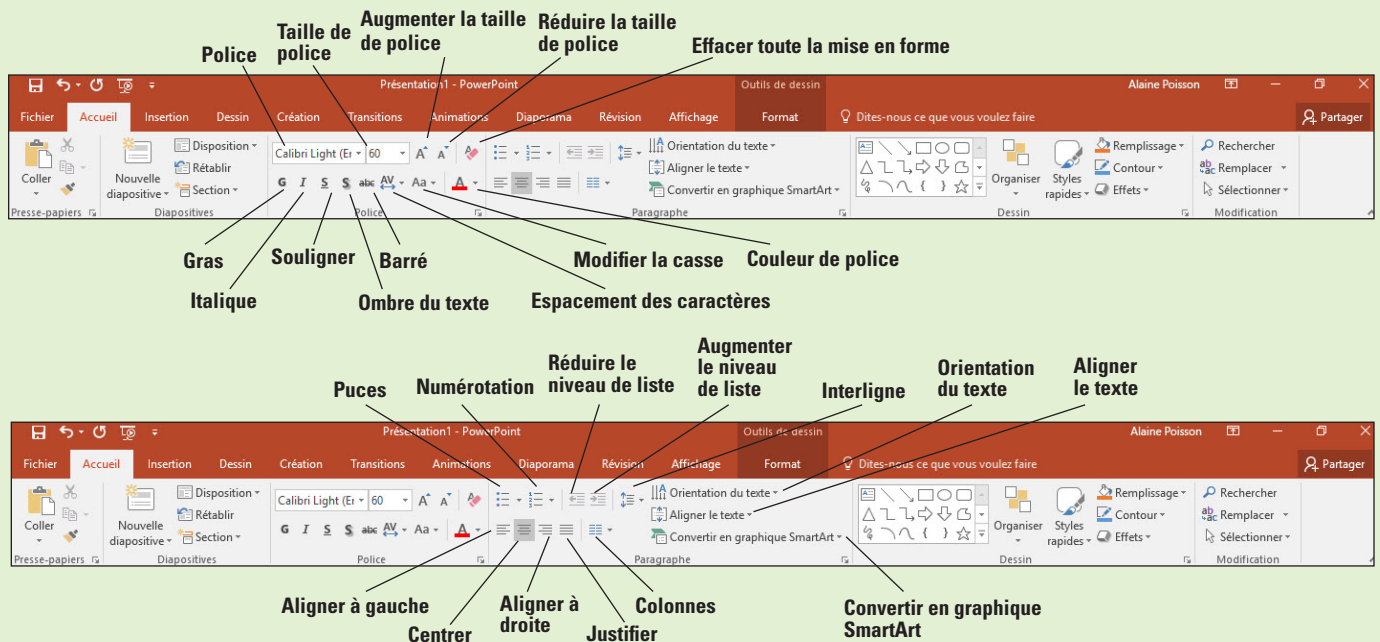 Police
Taille de police
Augmenter la taille de police
Réduire la taille de police
Effacer toute la mise en forme
Présentation1 - PowerPoint
Outils de dessin
Alaine Poisson
Fichier Accueil Insertion Dessin Création Transitions Animations Diaporama Révision Affichage Format Dites-nous ce que vous voulez faire Partager
Coller
Presse-papiers
Nouvelle diapositive
Disposition
Rétablir
Section
Diapositives
Calibri Light (Er 60 A A
G I S S abc AV Aa A
Police
Orientation du texte
Aligner le texte
Convertir en graphique SmartArt
Paragraphe
Organiser
Styles rapides
Remplissage
Contour
Effets
Dessin
Rechercher
Remplacer
Sélectionner
Modification
Gras
Italique
Souligner
Ombre du texte
Barré
Espacement des caractères
Modifier la casse
Couleur de police
Puces
Numérotation
Réduire le niveau de liste
Augmenter le niveau de liste
Interligne
Orientation du texte
Aligner le texte
Présentation1 - PowerPoint
Outils de dessin
Alaine Poisson
Fichier Accueil Insertion Dessin Création Transitions Animations Diaporama Révision Affichage Format Dites-nous ce que vous voulez faire Partager
Coller
Presse-papiers
Nouvelle diapositive
Disposition
Rétablir
Section
Diapositives
Calibri Light (Er 60 A A
G I S S abc AV Aa A
Police
Orientation du texte
Aligner le texte
Convertir en graphique SmartArt
Paragraphe
Organiser
Styles rapides
Remplissage
Contour
Effets
Dessin
Rechercher
Remplacer
Sélectionner
Modification
Aligner à gauche
Centrer
Aligner à droite
Justifier
Colonnes
Convertir en graphique SmartArt